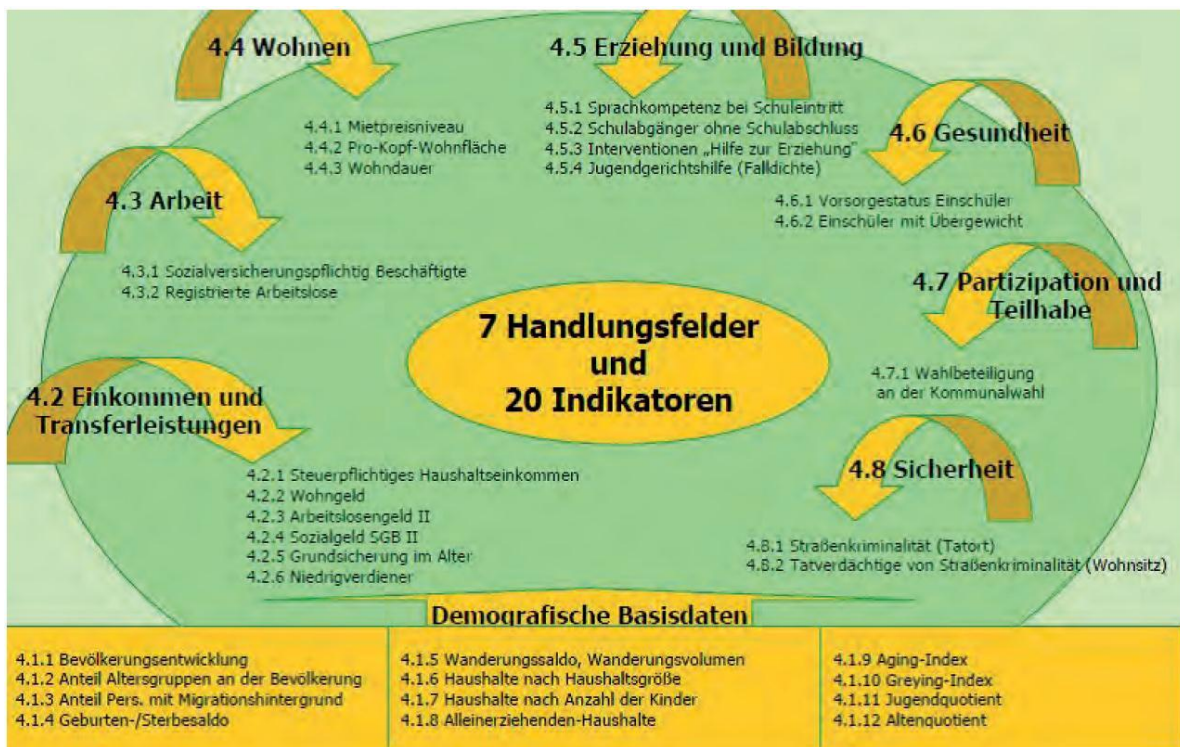 4.4 Wohnen
4.4.1 Mietpreisniveau
4.4.2 Pro-Kopf-Wohnfläche
4.4.3 Wohndauer
4.5 Erziehung und Bildung
4.5.1 Sprachkompetenz bei Schuleintritt
4.5.2 Schulabgänger ohne Schulabschluss
4.5.3 Interventionen „Hilfe zur Erziehung"
4.5.4 Jugendgerichtshilfe (Falldichte)
4.6 Gesundheit
4.6.1 Vorsorgestatus Einschüler
4.6.2 Einschüler mit Übergewicht
4.3 Arbeit
4.3.1 Sozialversicherungspflichtig Beschäftigte
4.3.2 Registrierte Arbeitslose
7 Handlungsfelder
und
20 Indikatoren
4.7 Partizipation und
Teilhabe
4.7.1 Wahlbeteiligung
an der Kommunalwahl
4.2 Einkommen und
Transferleistungen
4.2.1 Steuerpflichtiges Haushaltseinkommen
4.2.2 Wohngeld
4.2.3 Arbeitslosengeld II
4.2.4 Sozialgeld SGB II
4.2.5 Grundsicherung im Alter
4.2.6 Niedrigverdiener
4.8 Sicherheit
4.8.1 Straßenkriminalität (Tatort)
4.8.2 Tatverdächtige von Straßenkriminalität (Wohnsitz)
Demografische Basisdaten
4.1.1 Bevölkerungsentwicklung
4.1.2 Anteil Altersgruppen an der Bevölkerung
4.1.3 Anteil Pers. mit Migrationshintergrund
4.1.4 Geburten-/Sterbesaldo
4.1.5 Wanderungssaldo, Wanderungsvolumen
4.1.6 Haushalte nach Haushaltsgröße
4.1.7 Haushalte nach Anzahl der Kinder
4.1.8 Alleinerziehenden-Haushalte
4.1.9 Aging-Index
4.1.10 Greying-Index
4.1.11 Jugendquotient
4.1.12 Altenquotient